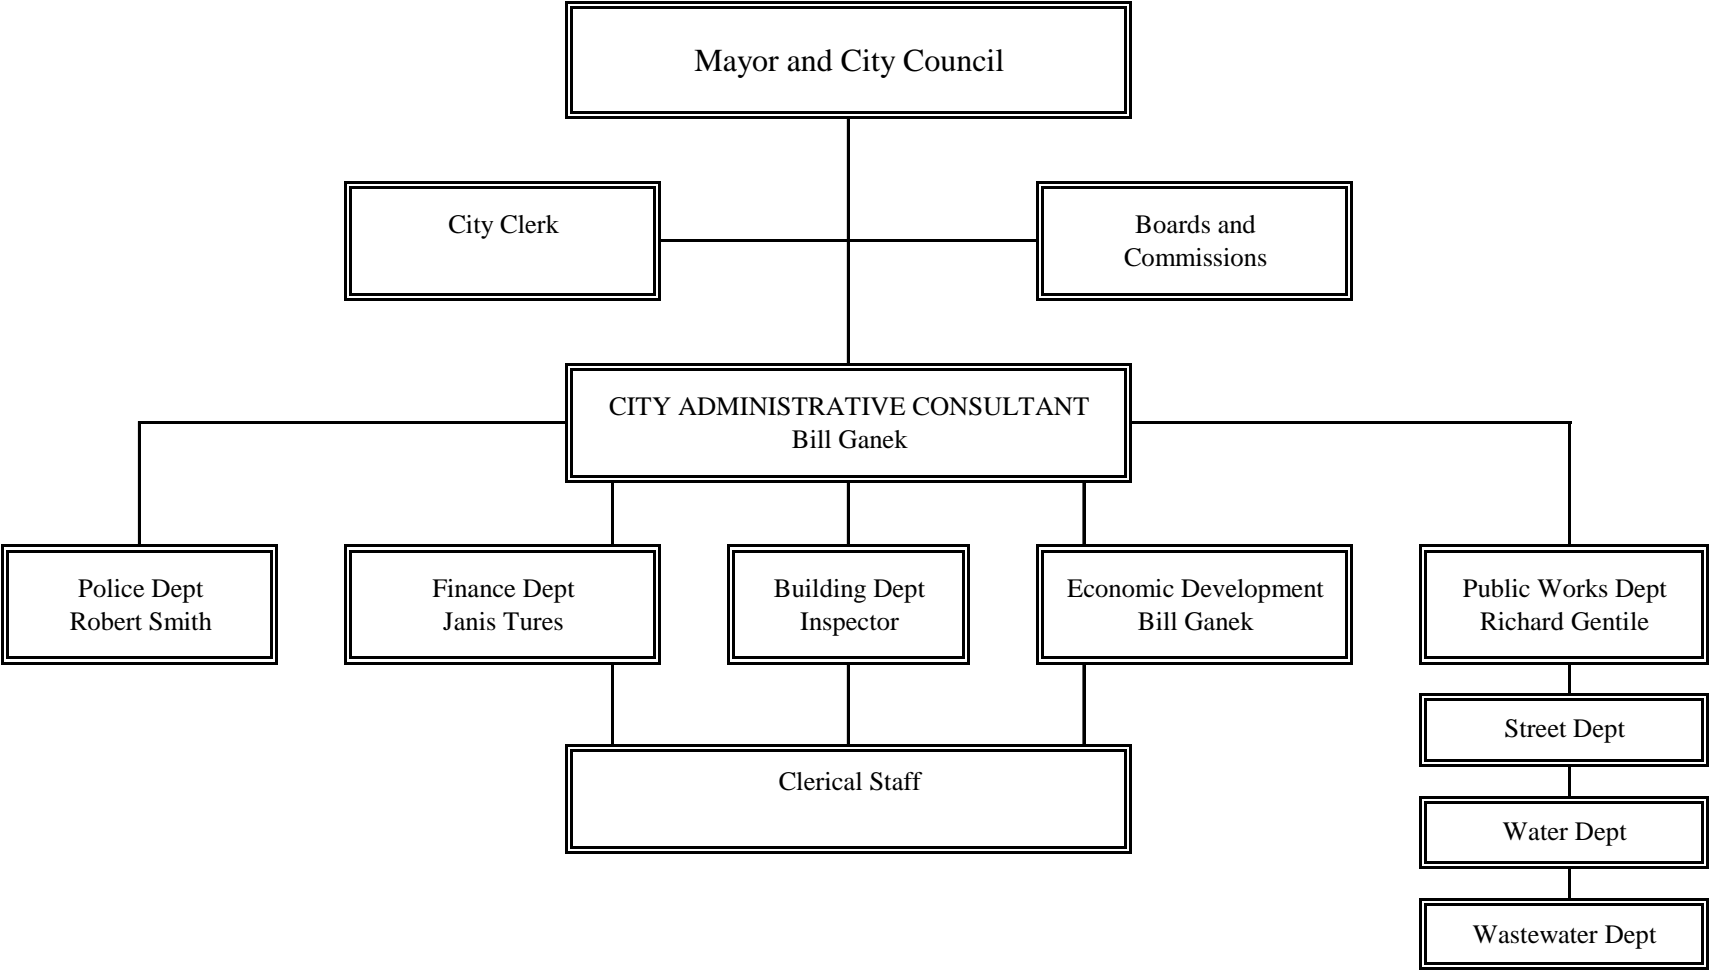 Mayor and City Council
City Clerk
Boards and
Commissions
CITY ADMINISTRATIVE CONSULTANT
Bill Ganek
Police Dept
Robert Smith
Finance Dept
Janis Tures
Building Dept
Inspector
Economic Development
Bill Ganek
Public Works Dept
Richard Gentile
Street Dept
Clerical Staff
Water Dept
Wastewater Dept